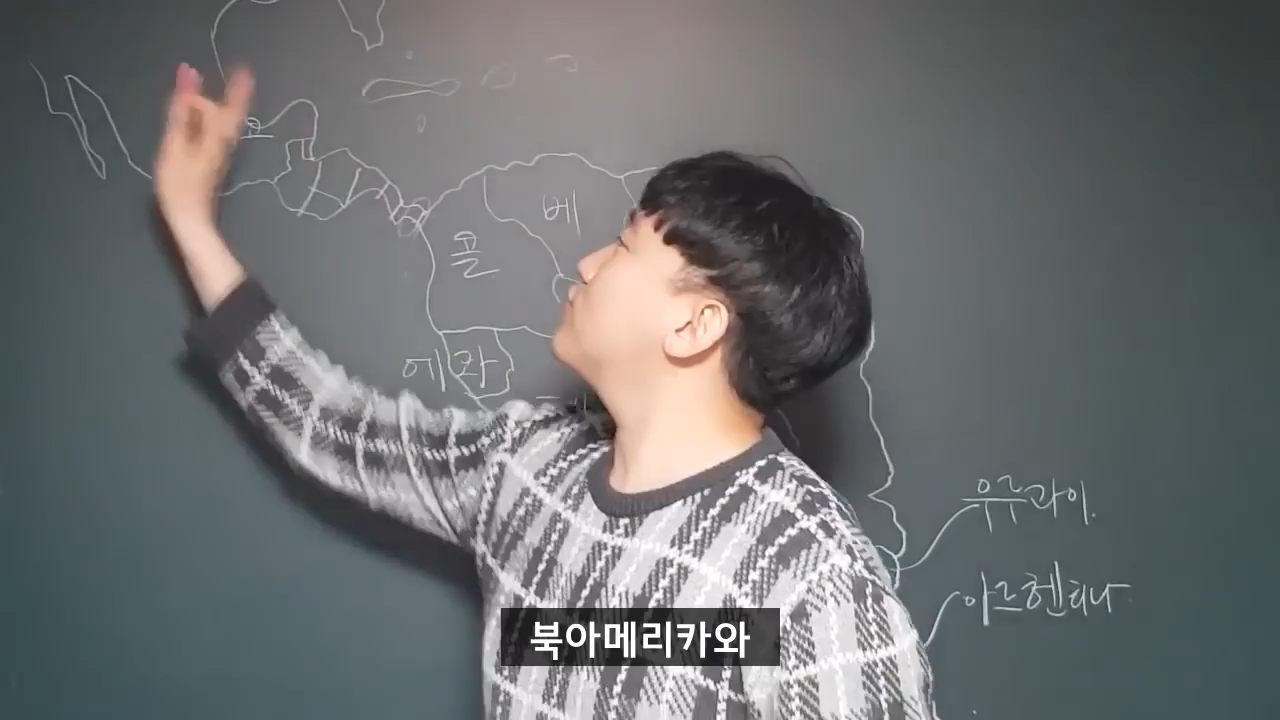 베
콜
에콰
우루과이.
아르헨티나
북아메리카와